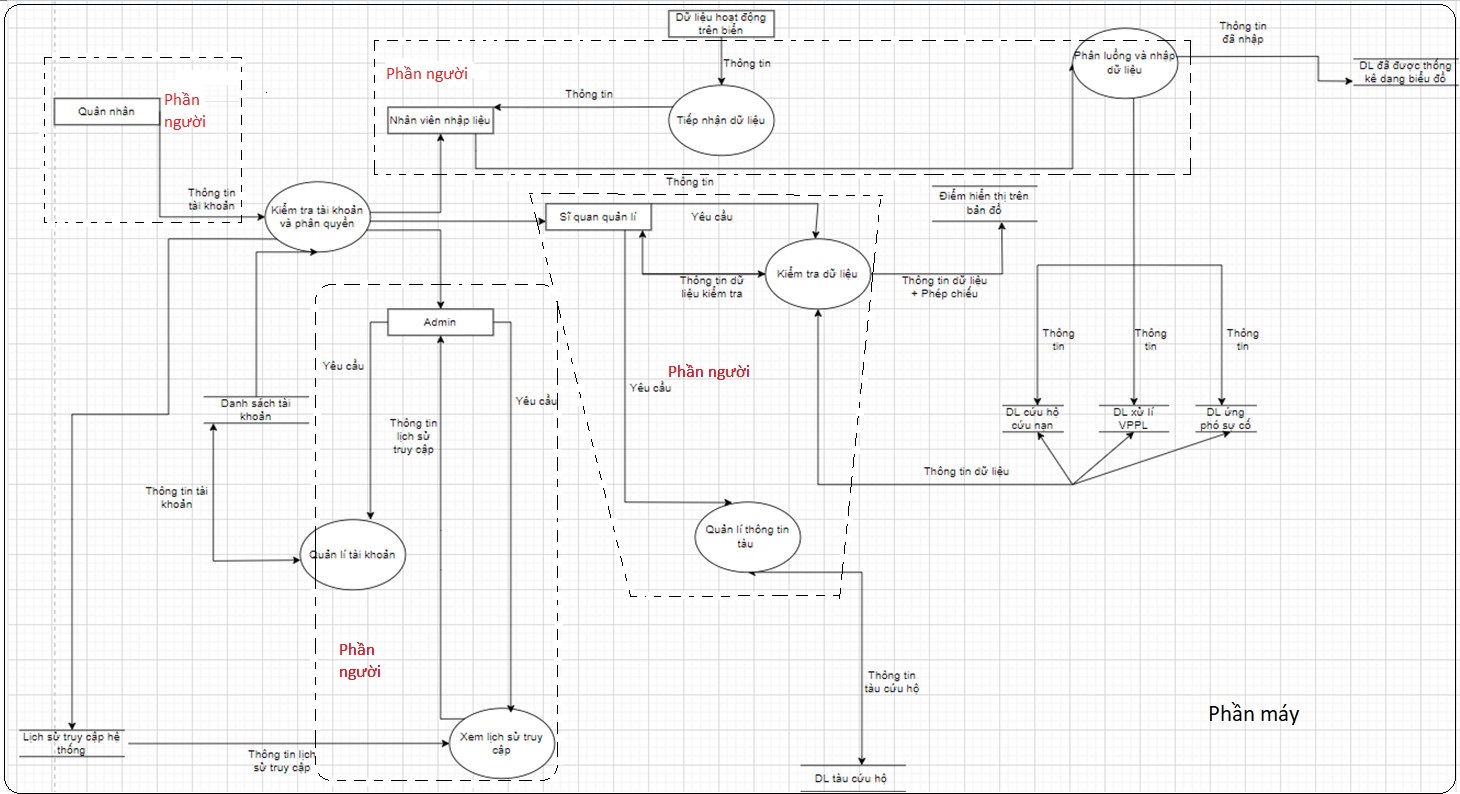 Dữ liệu hoạt động
trên biển
Thông tin
đã nhập
Phân luồng và nhập
dữ liệu
Thông tin
DL đã được thống
kê dạng biểu đồ
Phần người
Phần
người
Quân nhân
Thông tin
Nhân viên nhập liệu
Tiếp nhận dữ liệu
Thông tin
Thông tin
tài khoản
Kiểm tra tài khoản
và phân quyền
Sĩ quan quản lí
Yêu cầu
Điểm hiển thị trên
bản đồ
Kiểm tra dữ liệu
Thông tin dữ
liệu kiểm tra
Thông tin dữ liệu
+ Phép chiếu
Admin
Thông
tin
Thông
tin
Thông
tin
Yêu cầu
Phần người
Yêu cầu
Yêu cầu
Danh sách tài
khoản
Thông tin
lịch sử
truy cập
DL cứu hộ
cứu nạn
DL xử lí
VPPL
DL ứng
phó sự cố
Thông tin dữ liệu
Thông tin tài
khoản
Quản lí tài khoản
Quản lí thông tin
tàu
Phần
người
Thông tin
tàu cứu hộ
Phần máy
Lịch sử truy cập hệ
thống
Thông tin lịch
sử truy cập
Xem lịch sử truy
cập
DL tàu cứu hộ